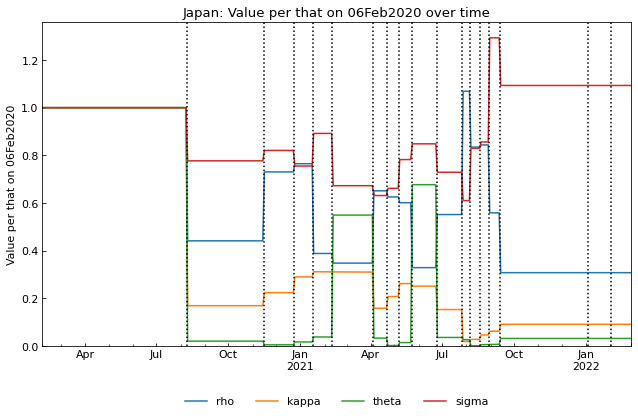 Japan: Value per that on 06Feb2020 over time
Value per that on 06Feb2020
1.2
1.0
0.8
0.6
0.4
0.2
0.0
Apr Jul Oct Jan Apr Jul Oct Jan
2021 2022
rho kappa theta sigma